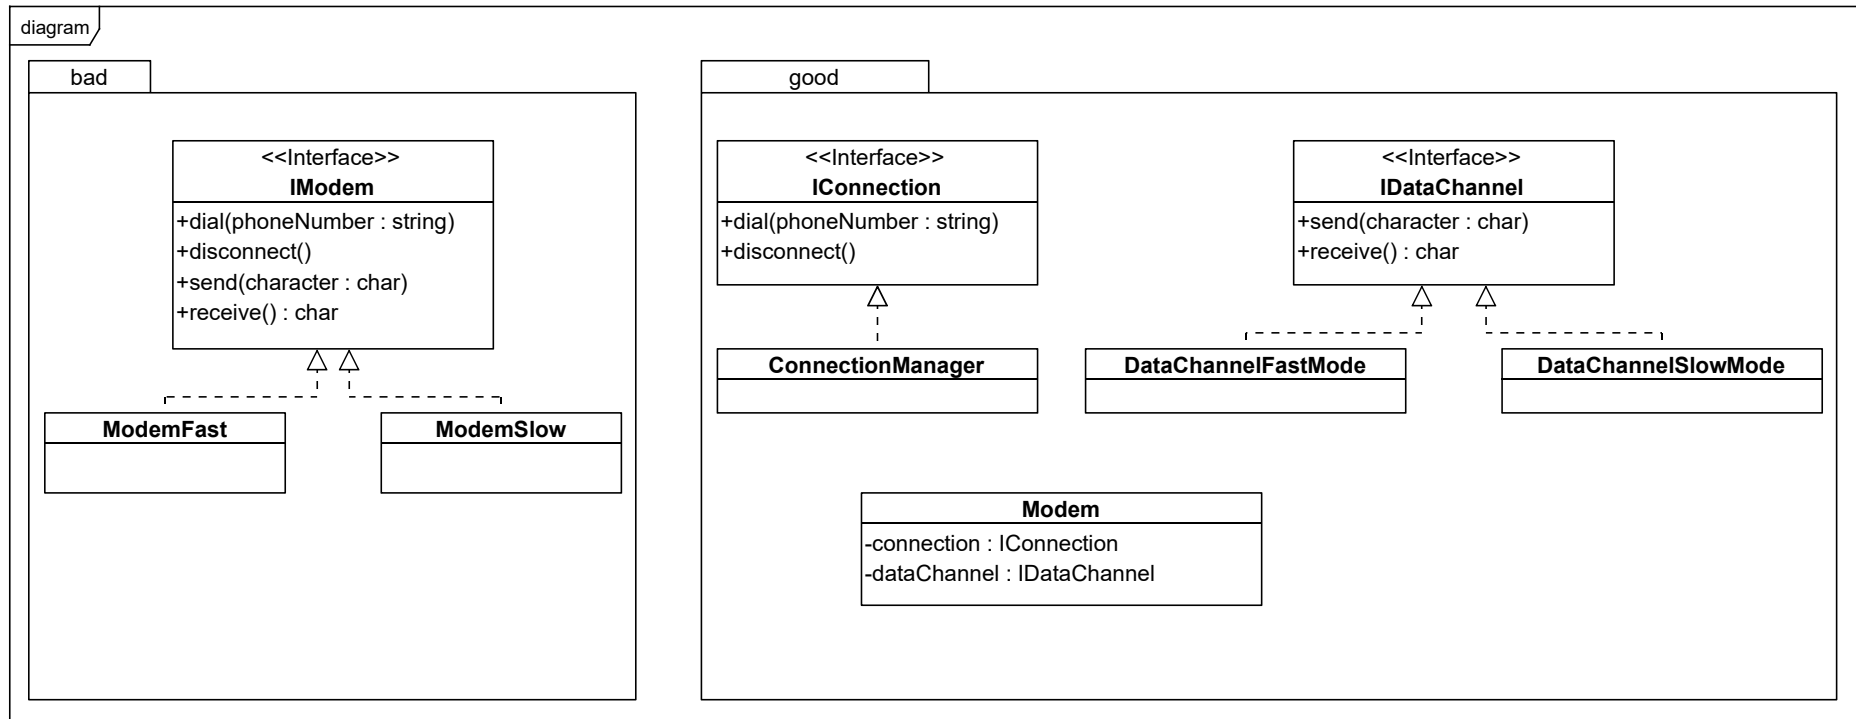 diagram
bad
<<Interface>>
IModem
+dial(phoneNumber : string)
+disconnect()
+send(character : char)
+receive() : char
ModemFast
ModemSlow
good
<<Interface>>
IConnection
+dial(phoneNumber : string)
+disconnect()
<<Interface>>
IDataChannel
+send(character : char)
+receive() : char
ConnectionManager
DataChannelFastMode
DataChannelSlowMode
Modem
-connection : IConnection
-dataChannel : IDataChannel